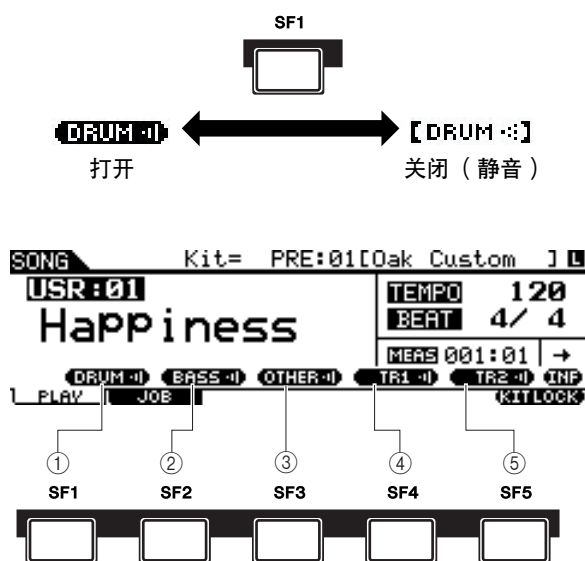 SF1
DRUM [DRUM]
打开 关闭（静音）
SONG Kit= PRE:01[Oak Custom ] L
USR:01 TEMPO 120
Happiness BEAT 4/ 4
MEAS 001:01 →
DRUM BASS OTHER TR1 TR2 INP
PLAY JOB KITLOCK
① ② ③ ④ ⑤
SF1 SF2 SF3 SF4 SF5